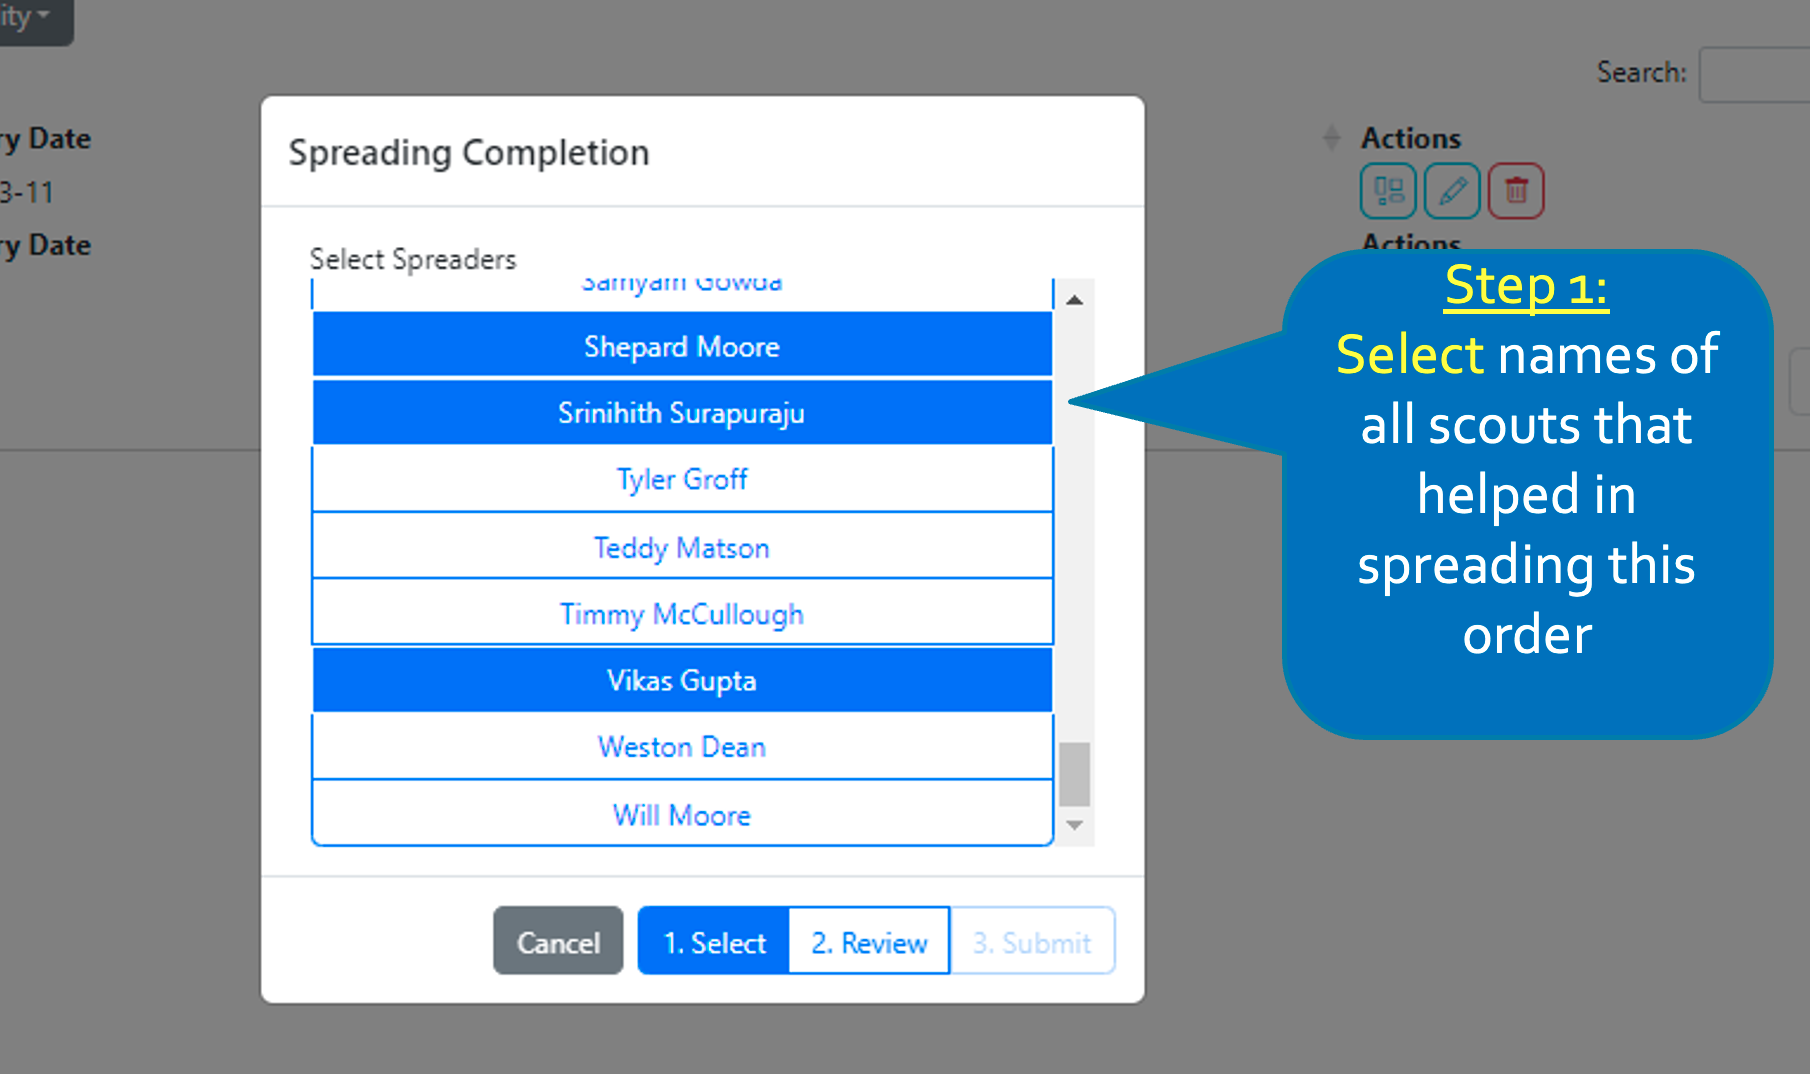 ity
Search:
ry Date
Actions
3-11
ry Date
Actions
Spreading Completion
Select Spreaders
Samyam Gowda
Shepard Moore
Srinihith Surapuraju
Tyler Groff
Teddy Matson
Timmy McCullough
Vikas Gupta
Weston Dean
Will Moore
Cancel
1. Select
2. Review
3. Submit
Step 1:
Select names of
all scouts that
helped in
spreading this
order